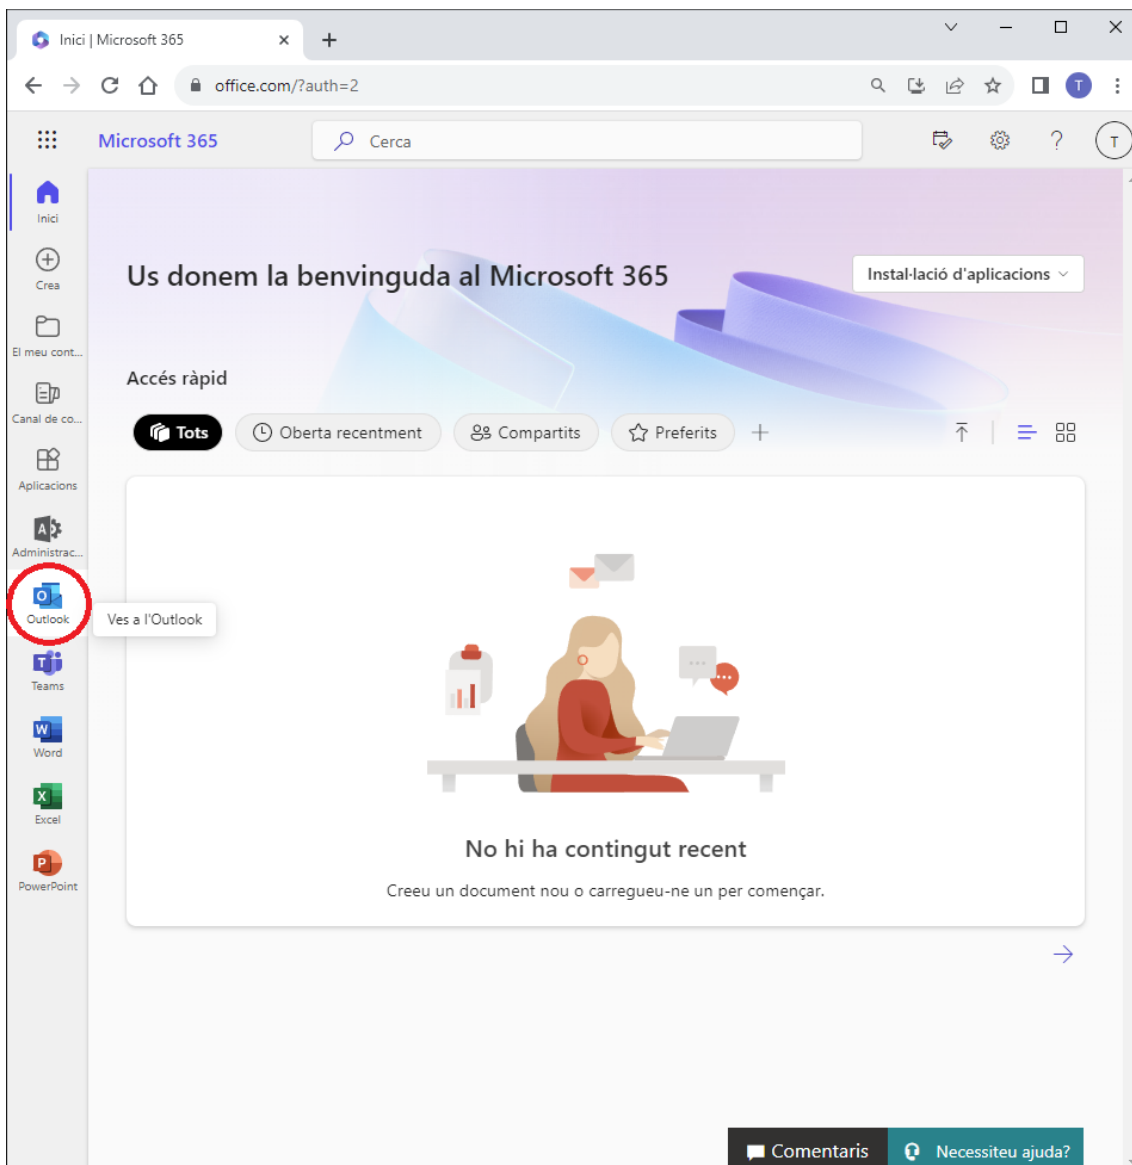 Inici | Microsoft 365
office.com/?auth=2
T
Microsoft 365
Cerca
T
Inici
Crea
El meu cont...
Canal de co...
Aplicacions
Administrac...
Outlook
Teams
Word
Excel
PowerPoint
Ves a l'Outlook
Us donem la benvinguda al Microsoft 365
Instal·lació d'aplicacions
Accés ràpid
Tots
Oberta recentment
Compartits
Preferits
No hi ha contingut recent
Creeu un document nou o carregueu-ne un per començar.
Comentaris
Necessiteu ajuda?